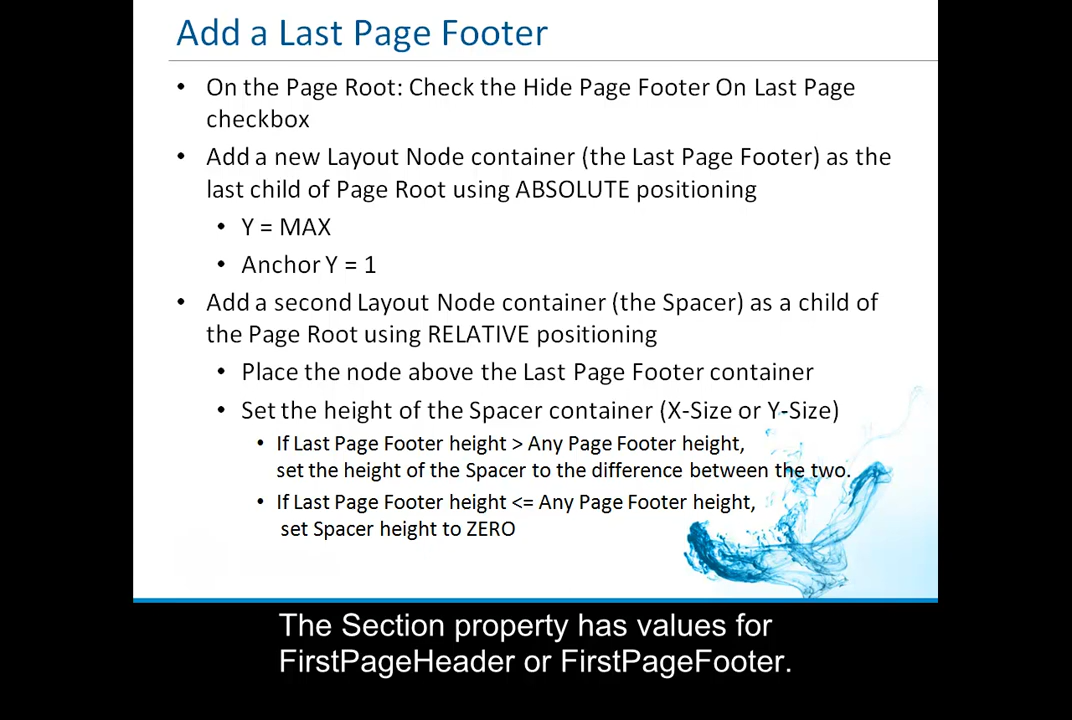 Add a Last Page Footer
• On the Page Root: Check the Hide Page Footer On Last Page
checkbox
• Add a new Layout Node container (the Last Page Footer) as the
last child of Page Root using ABSOLUTE positioning
• Y = MAX
• Anchor Y = 1
• Add a second Layout Node container (the Spacer) as a child of
the Page Root using RELATIVE positioning
• Place the node above the Last Page Footer container
• Set the height of the Spacer container (X-Size or Y-Size)
• If Last Page Footer height > Any Page Footer height,
set the height of the Spacer to the difference between the two.
• If Last Page Footer height <= Any Page Footer height,
set Spacer height to ZERO
The Section property has values for
FirstPageHeader or FirstPageFooter.